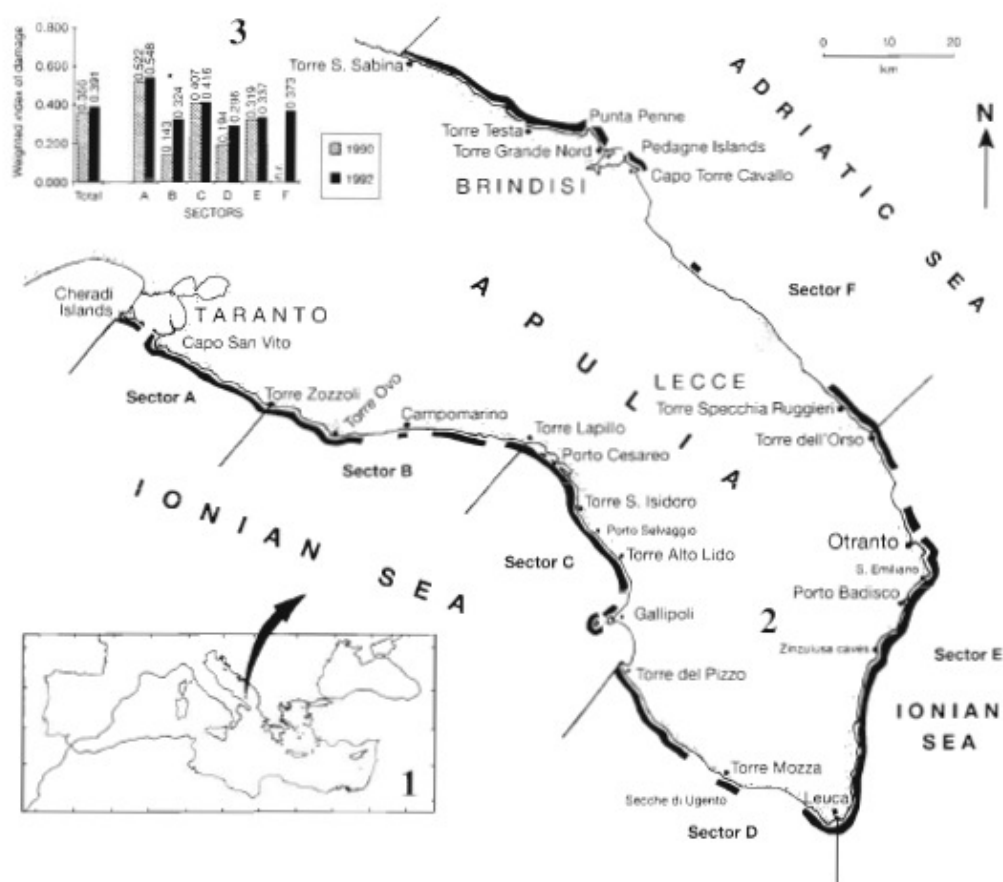 3
Weighted index of damage
0.800
0.600
0.400
0.200
0.000
0.391
0.522
0.548
0.143
*
0.324
0.407
0.416
0.194
0.296
0.319
0.337
0.373
Total
A
B
C
D
E
F
SECTORS
1990
1992
0
10
20
km
N
ADRIATIC SEA
Torre S. Sabina
Punta Penne
Torre Testa
Torre Grande Nord
Pedagne Islands
BRINDISI
Capo Torre Cavallo
Sector F
Cheradi
Islands
TARANTO
Capo San Vito
APULIA
LECCE
Sector A
Torre Zozzoli
Torre Ovo
Campomarino
Torre Lapillo
Torre Specchia Ruggieri
Torre dell'Orso
Sector B
Porto Cesareo
IONIAN SEA
Torre S. Isidoro
Porto Selvaggio
Sector C
Torre Alto Lido
Otranto
S. Emiliano
Porto Badisco
Gallipoli
2
Zinzulusa caves
Sector E
Torre del Pizzo
IONIAN
SEA
1
Torre Mozza
Secche di Ugento
Leuca
Sector D